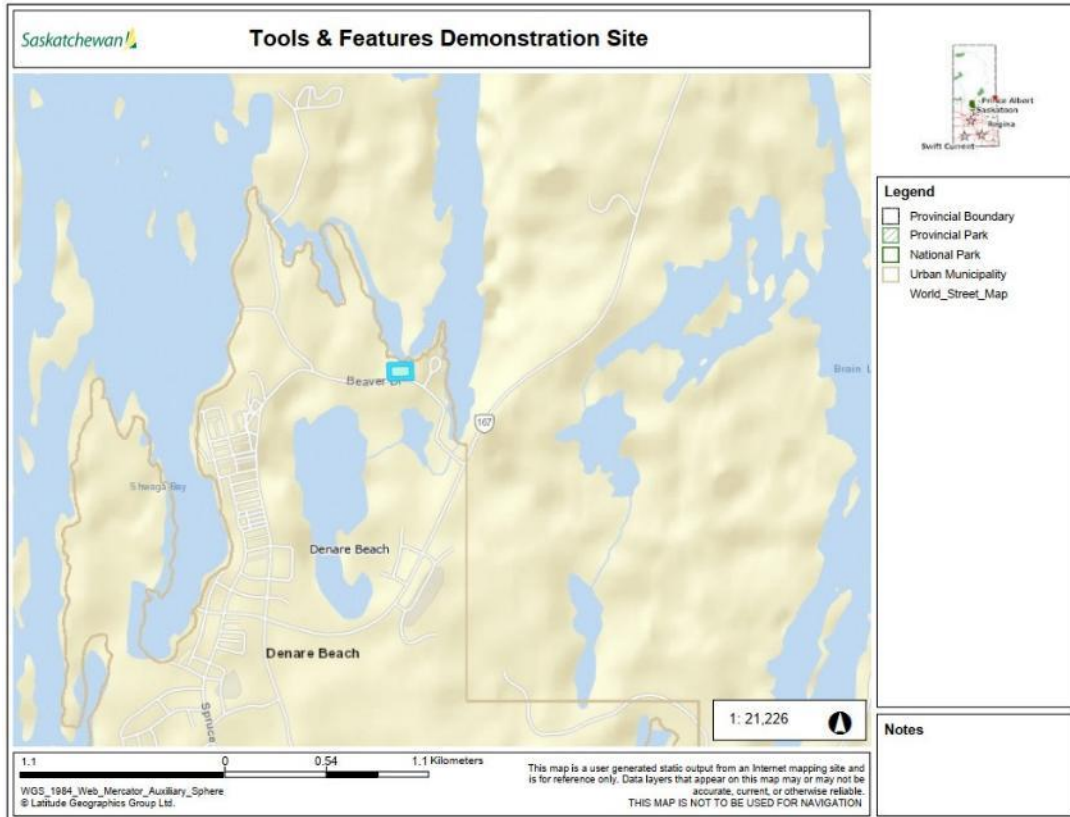 Saskatchewan
Tools & Features Demonstration Site
Prince Albert
Saskatoon
Regina
Swift Current
Legend
Provincial Boundary
Provincial Park
National Park
Urban Municipality
World_Street_Map
167
Beaver Dr
Brain L
Bay
Denare Beach
Denare Beach
Spruce
1: 21,226
Notes
1.1 0 0.54 1.1 Kilometers
WGS_1984_Web_Mercator_Auxiliary_Sphere
© Latitude Geographics Group Ltd.
This map is a user generated static output from an Internet mapping site and
is for reference only. Data layers that appear on this map may or may not be
accurate, current, or otherwise reliable.
THIS MAP IS NOT TO BE USED FOR NAVIGATION